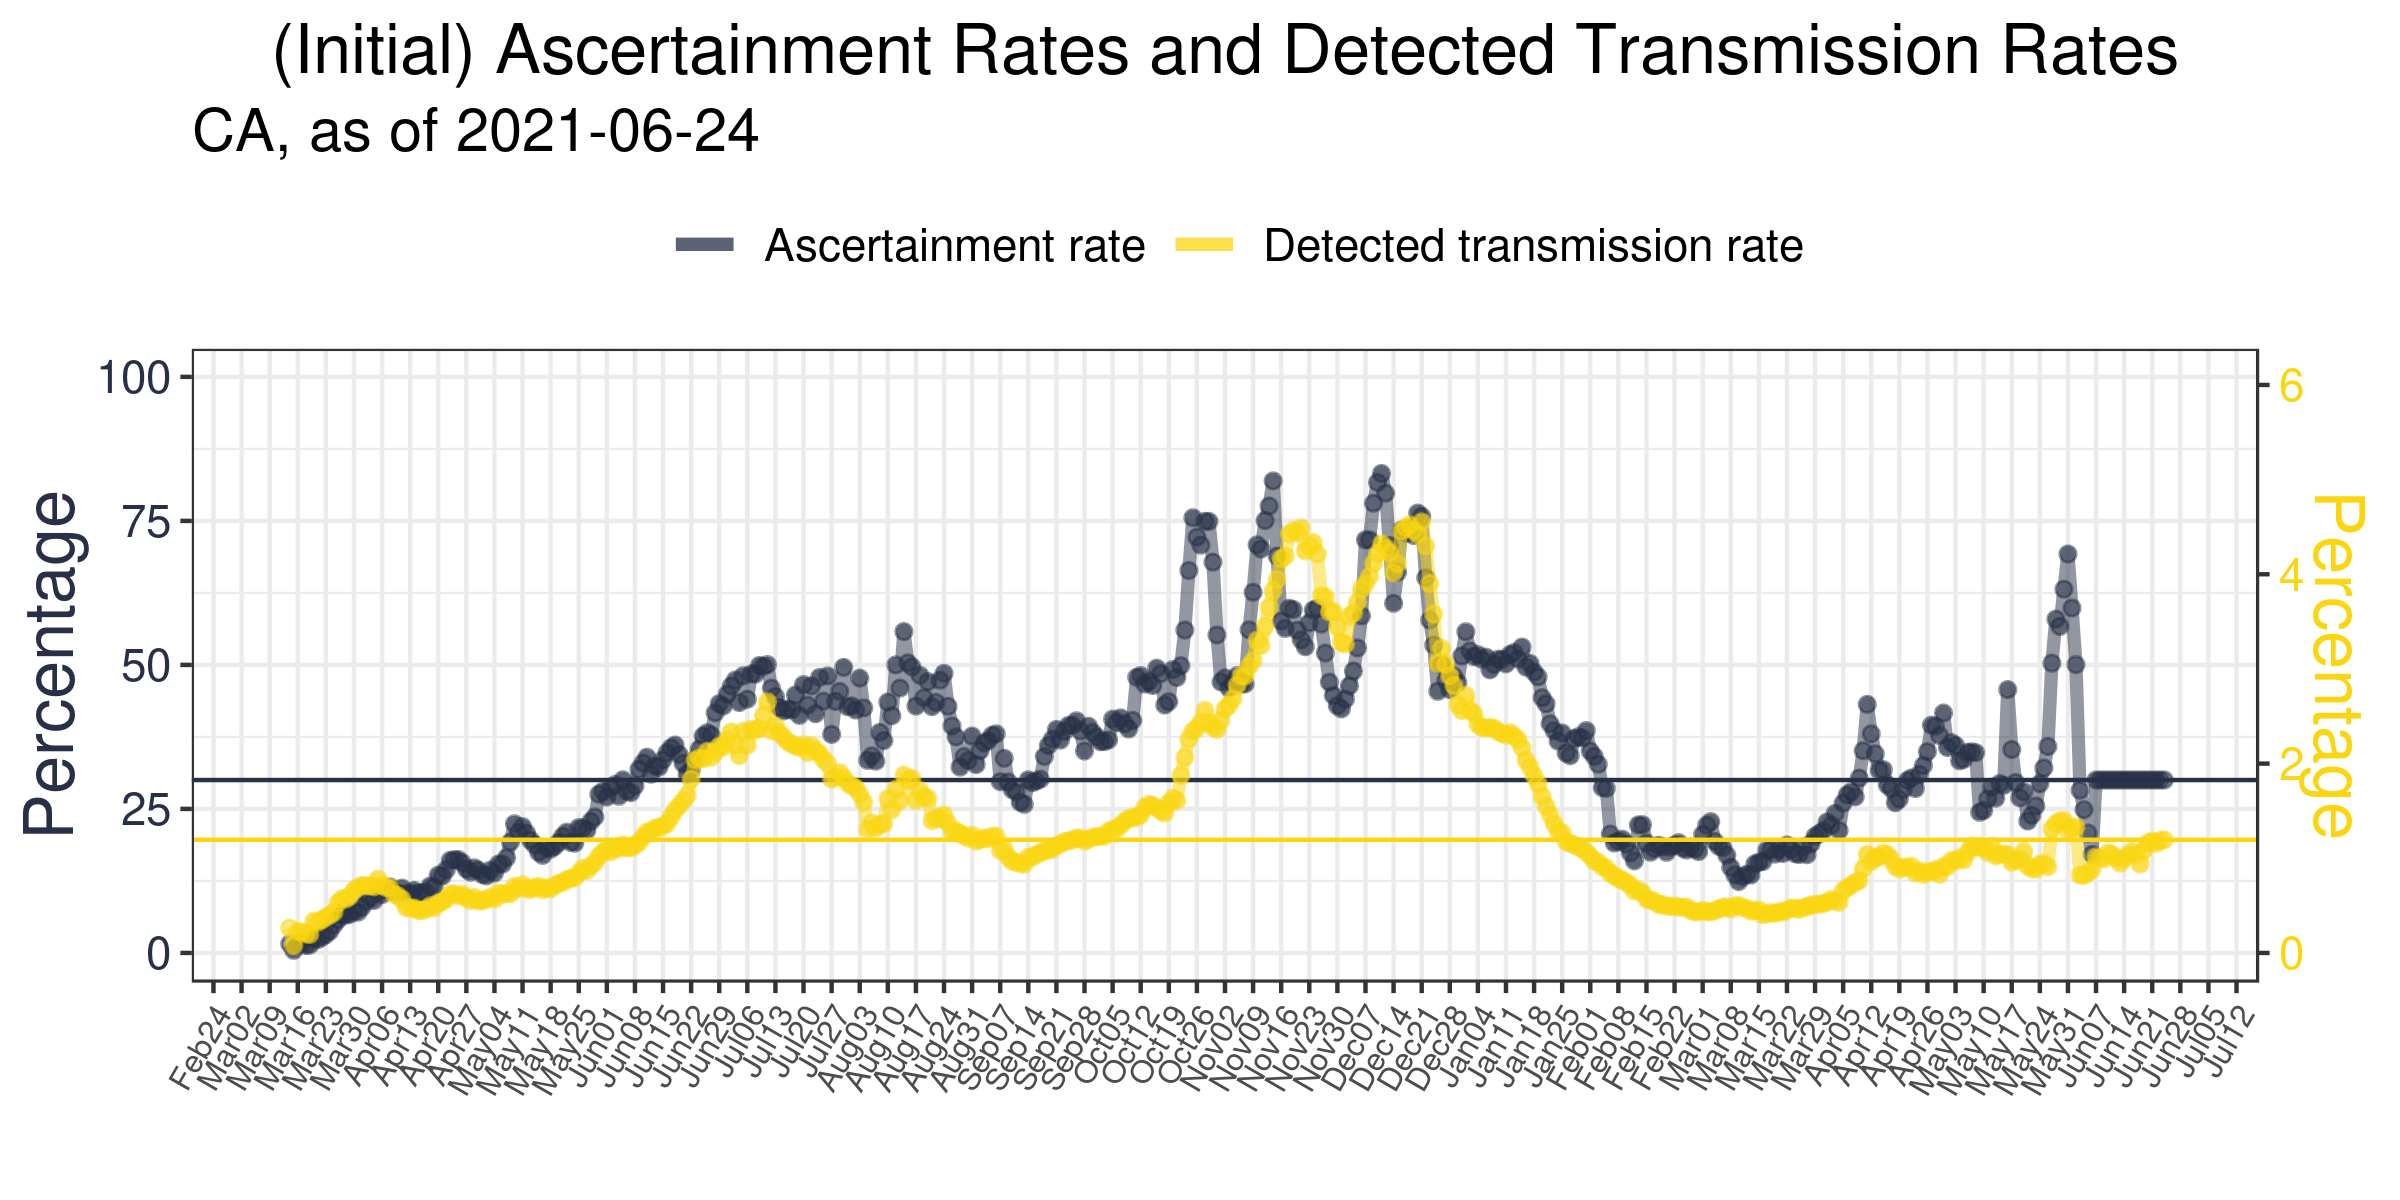 (Initial) Ascertainment Rates and Detected Transmission Rates
CA, as of 2021-06-24
Ascertainment rate
Detected transmission rate
Percentage
100
75
50
25
0
6
4
2
0
Percentage
Feb24
Mar02
Mar09
Mar16
Mar23
Mar30
Apr06
Apr13
Apr20
Apr27
May04
May11
May18
May25
Jun01
Jun08
Jun15
Jun22
Jun29
Jul06
Jul13
Jul20
Jul27
Aug03
Aug10
Aug17
Aug24
Aug31
Sep07
Sep14
Sep21
Sep28
Oct05
Oct12
Oct19
Oct26
Nov02
Nov09
Nov16
Nov23
Nov30
Dec07
Dec14
Dec21
Dec28
Jan04
Jan11
Jan18
Jan25
Feb01
Feb08
Feb15
Feb22
Mar01
Mar08
Mar15
Mar22
Mar29
Apr05
Apr12
Apr19
Apr26
May03
May10
May17
May24
May31
Jun07
Jun14
Jun21
Jun28
Jul05
Jul12